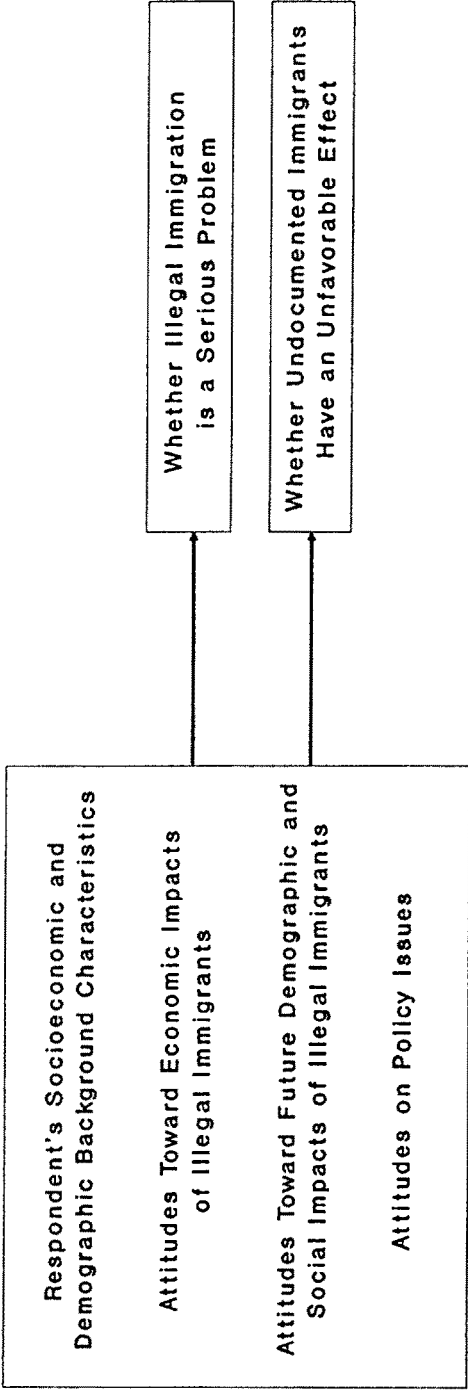 Respondent's Socioeconomic and
Demographic Background Characteristics
Attitudes Toward Economic Impacts
of Illegal Immigrants
Attitudes Toward Future Demographic and
Social Impacts of Illegal Immigrants
Attitudes on Policy Issues
Whether Illegal Immigration
is a Serious Problem
Whether Undocumented Immigrants
Have an Unfavorable Effect